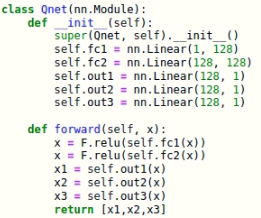 class Qnet(nn.Module):
    def __init__(self):
        super(Qnet, self).__init__()
        self.fc1 = nn.Linear(1, 128)
        self.fc2 = nn.Linear(128, 128)
        self.out1 = nn.Linear(128, 1)
        self.out2 = nn.Linear(128, 1)
        self.out3 = nn.Linear(128, 1)

    def forward(self, x):
        x = F.relu(self.fc1(x))
        x = F.relu(self.fc2(x))
        x1 = self.out1(x)
        x2 = self.out2(x)
        x3 = self.out3(x)
        return [x1,x2,x3]